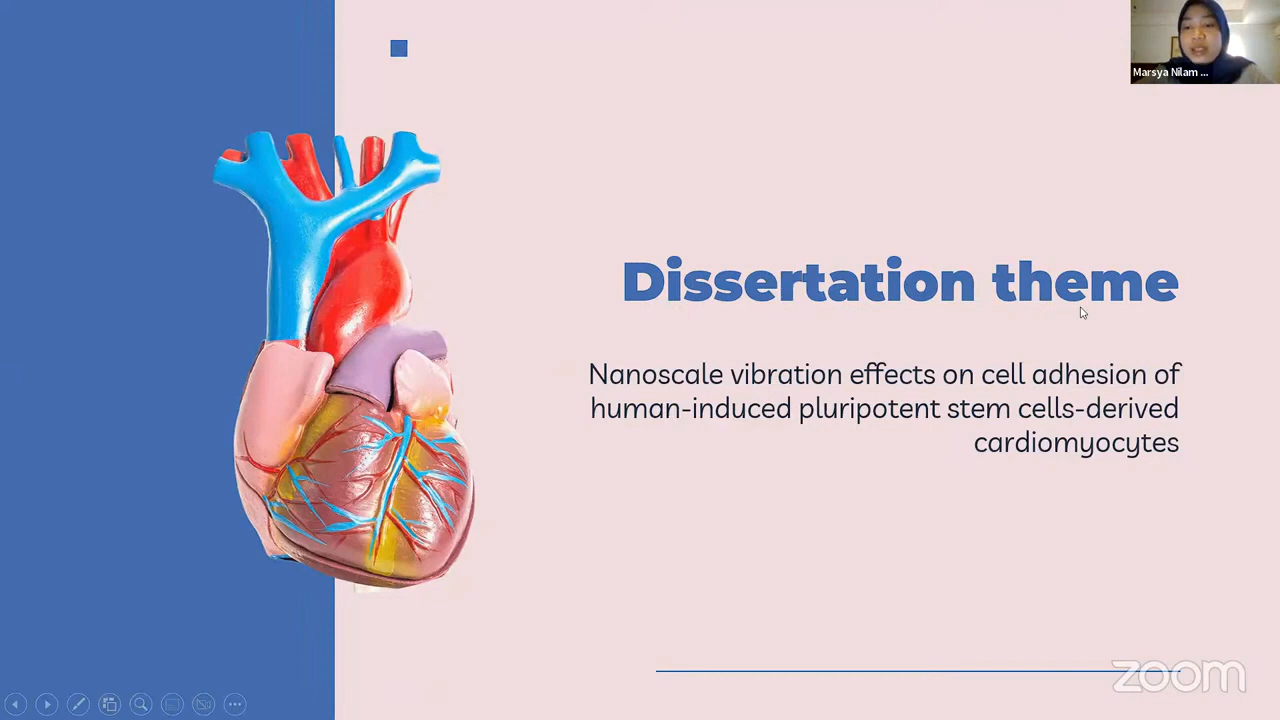 Marsya Nilam ...
Dissertation theme
Nanoscale vibration effects on cell adhesion of
human-induced pluripotent stem cells-derived
cardiomyocytes
zoom